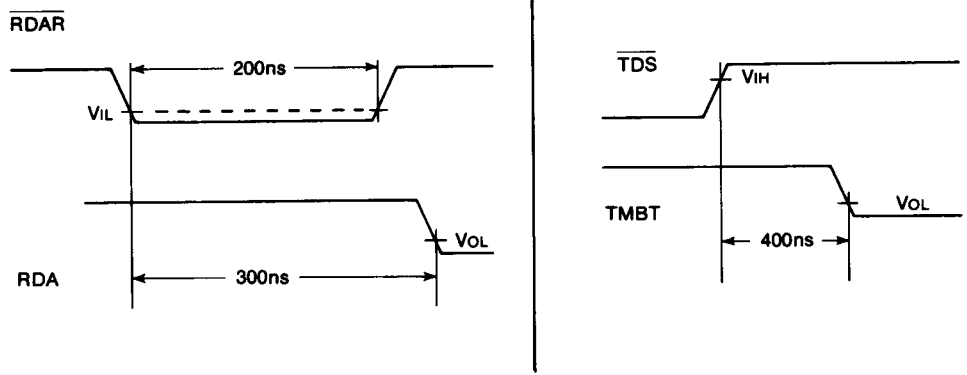 RDAR
200ns
VIL
VOL
RDA
300ns
TDS
VIH
TMBT
VOL
400ns